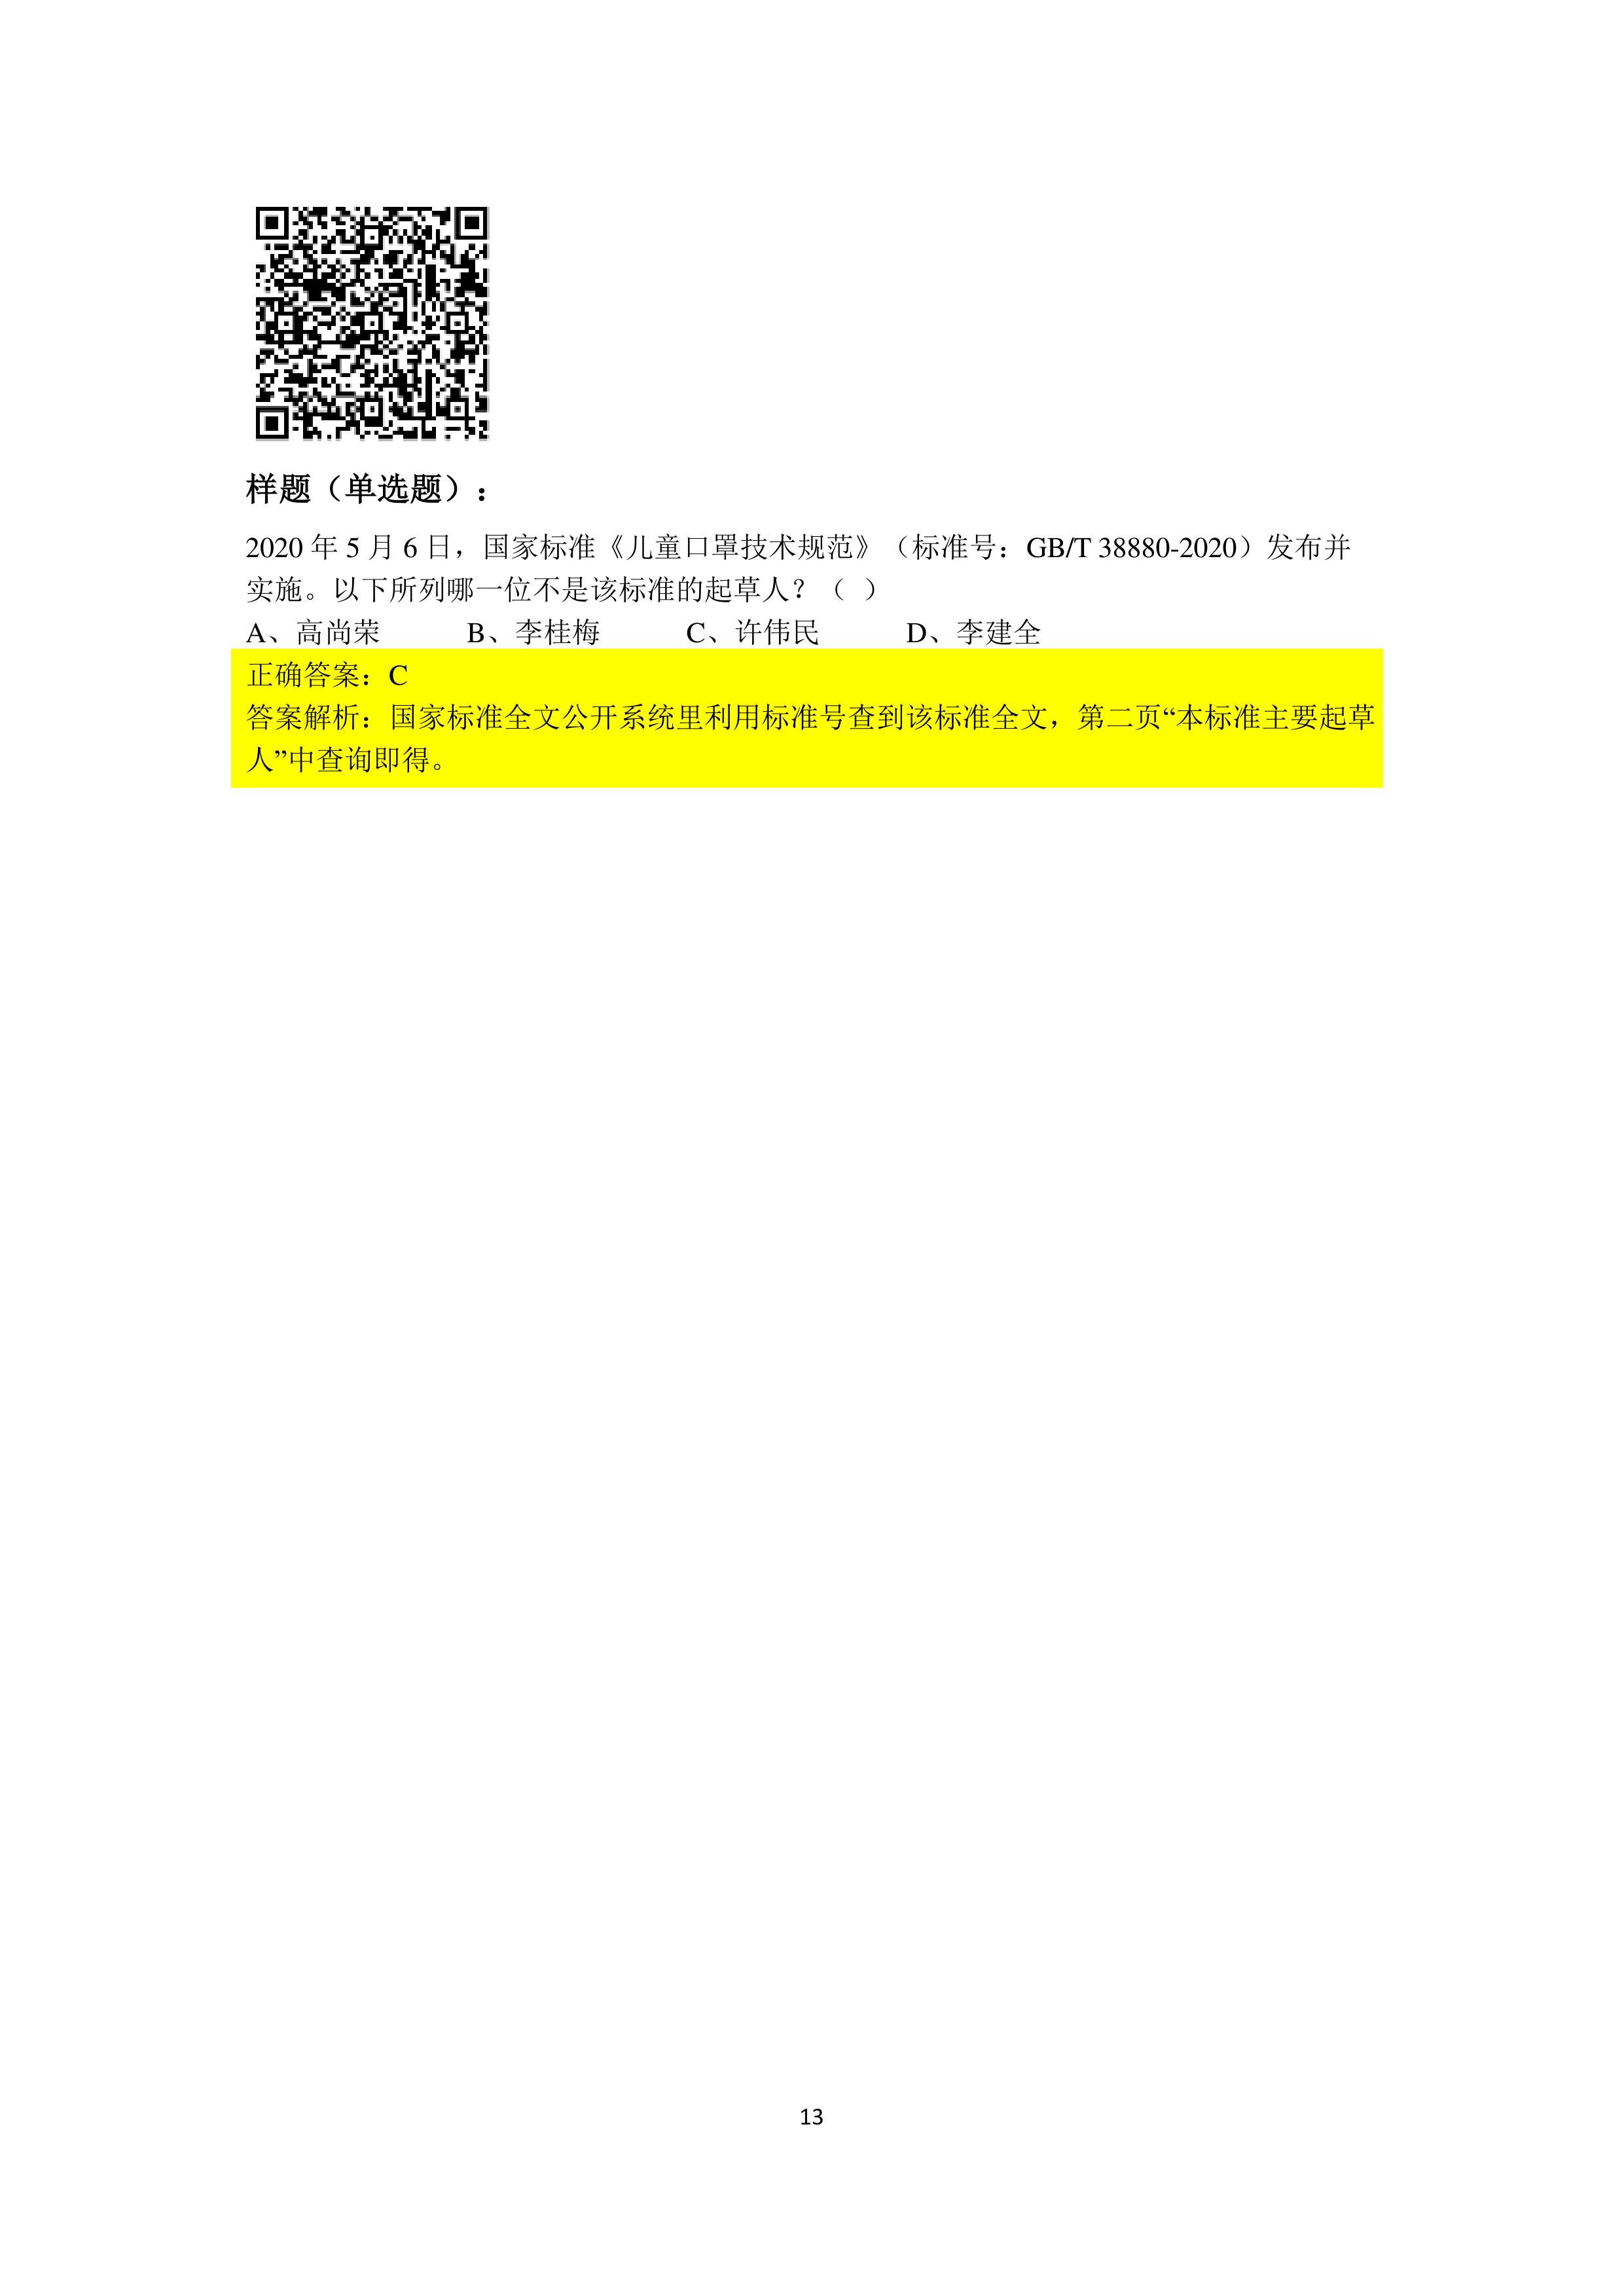 样题（单选题）：
2020 年 5 月 6 日，国家标准《儿童口罩技术规范》（标准号：GB/T 38880-2020）发布并
实施。以下所列哪一位不是该标准的起草人？（ ）
A、高尚荣 B、李桂梅 C、许伟民 D、李建全
正确答案：C
答案解析：国家标准全文公开系统里利用标准号查到该标准全文，第二页“本标准主要起草
人”中查询即得。
13